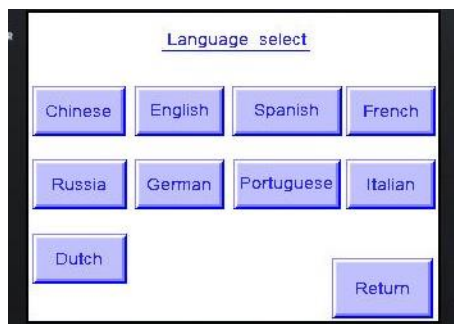 Language select
Chinese English Spanish French
Russia German Portuguese Italian
Dutch
Return